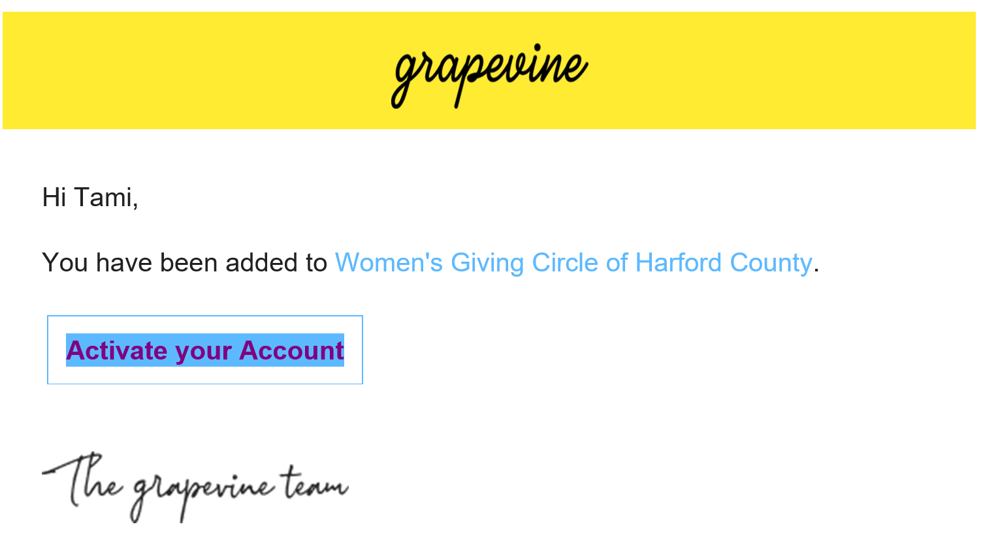 grapevine
Hi Tami,
You have been added to Women's Giving Circle of Harford County.
Activate your Account
The grapevine team